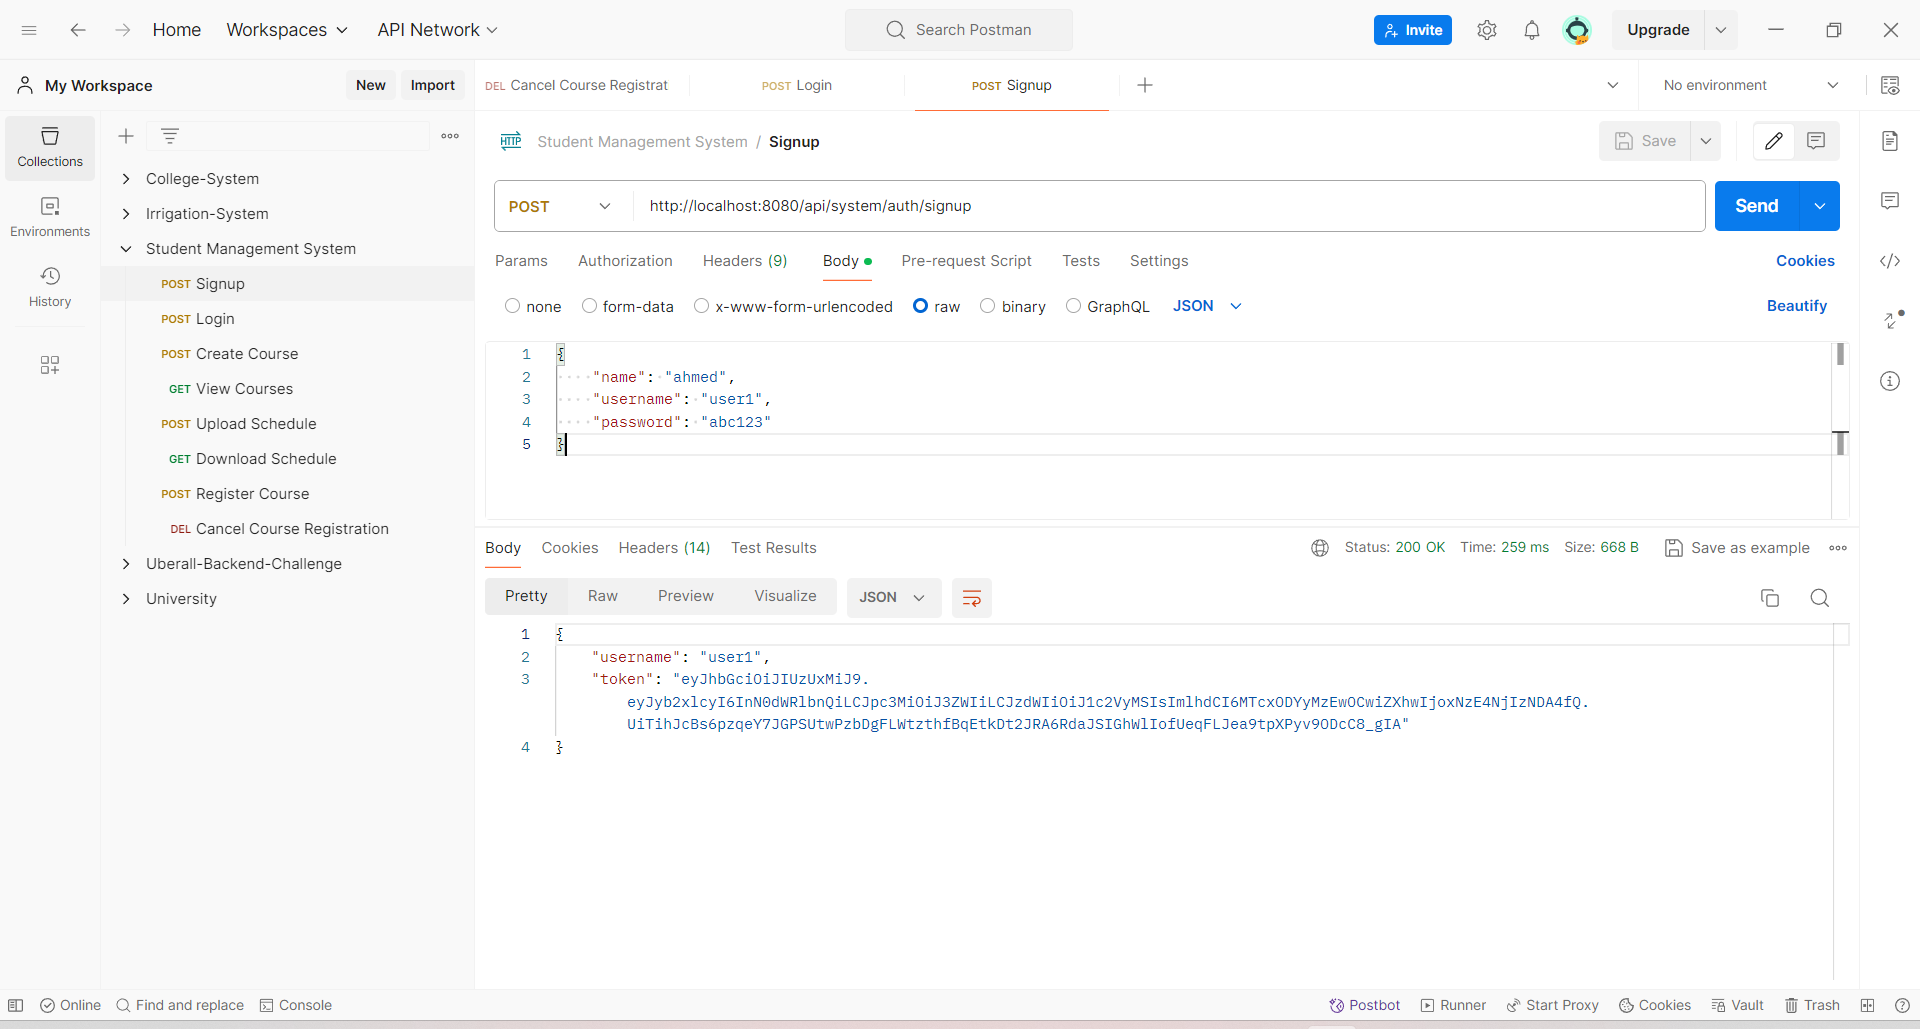 Home Workspaces API Network Search Postman Invite Upgrade
My Workspace New Import DEL Cancel Course Registrat POST Login POST Signup No environment
Collections
Environments
History
College-System
Irrigation-System
Student Management System
POST Signup
POST Login
POST Create Course
GET View Courses
POST Upload Schedule
GET Download Schedule
POST Register Course
DEL Cancel Course Registration
Uberall-Backend-Challenge
University
HTTP Student Management System / Signup Save
POST http://localhost:8080/api/system/auth/signup Send
Params Authorization Headers (9) Body Pre-request Script Tests Settings Cookies
none form-data x-www-form-urlencoded raw binary GraphQL JSON Beautify
1 {
2 "name": "ahmed",
3 "username": "user1",
4 "password": "abc123"
5 }
Body Cookies Headers (14) Test Results Status: 200 OK Time: 259 ms Size: 668 B Save as example
Pretty Raw Preview Visualize JSON
1 {
2 "username": "user1",
3 "token": "eyJhbGciOiJIUzUxMiJ9.
eyJyb2xlcyI6InN0dWRlbnQiLCJpc3MiOiJ3ZWIiLCJzdWIiOiJ1c2VyMSIsImlhdCI6MTcxODYyMzEwOCwiZXhwIjoxNzE4NjIzNDA4fQ.
UiTihJcBs6pzqeY7JGPSUtwPzbDgFLWtzthfBqEtkDt2JRA6RdaJSIGhWlIofUeqFLJea9tpXPyv9ODcC8_gIA"
4 }
Online Find and replace Console Postbot Runner Start Proxy Cookies Vault Trash